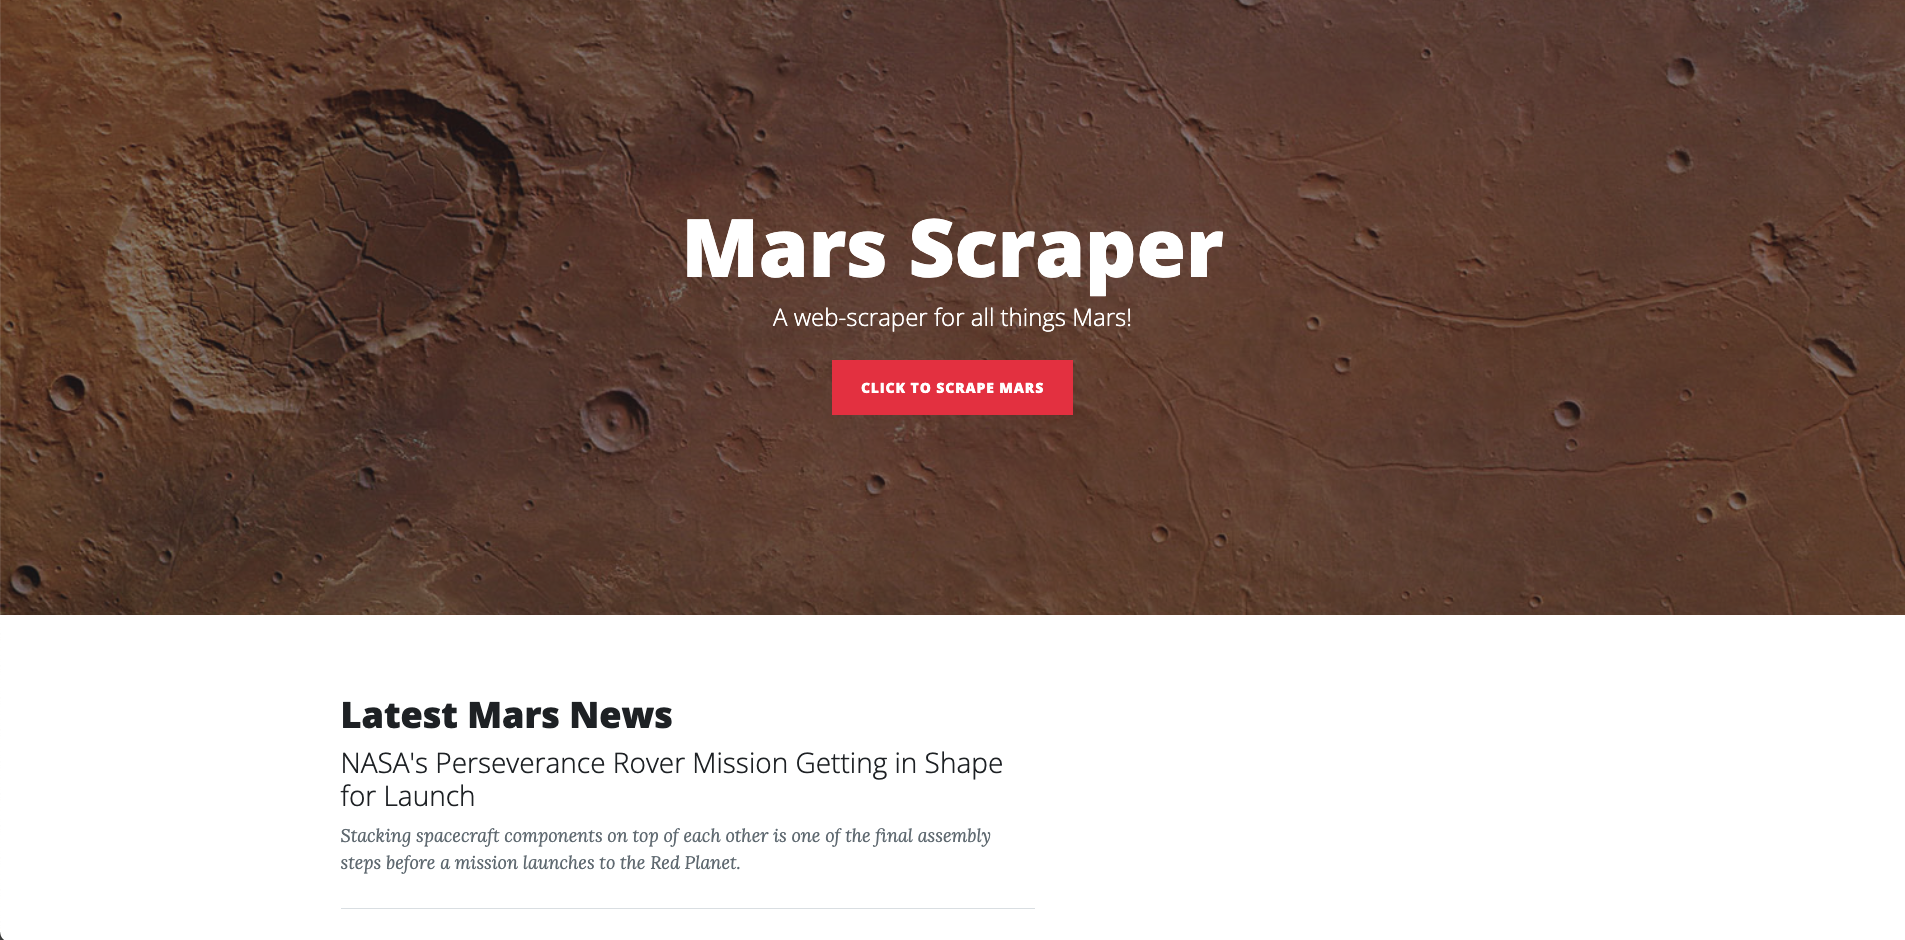 Mars Scraper
A web-scraper for all things Mars!
CLICK TO SCRAPE MARS
Latest Mars News
NASA's Perseverance Rover Mission Getting in Shape
for Launch
Stacking spacecraft components on top of each other is one of the final assembly
steps before a mission launches to the Red Planet.